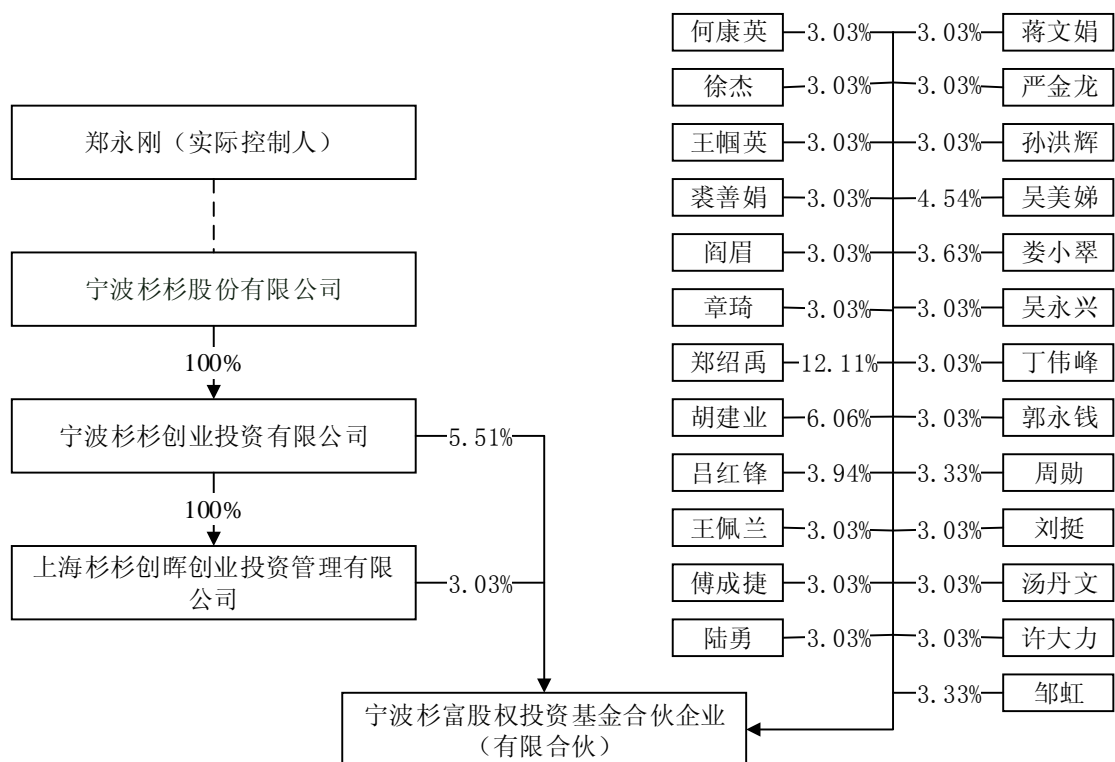 何康英 3.03% 3.03% 蒋文娟
徐杰 3.03% 3.03% 严金龙
郑永刚（实际控制人）
王帼英 3.03% 3.03% 孙洪辉
裘善娟 3.03% 4.54% 吴美娣
阎眉 3.03% 3.63% 娄小翠
宁波杉杉股份有限公司
章琦 3.03% 3.03% 吴永兴
100%
郑绍禹 12.11% 3.03% 丁伟峰
胡建业 6.06% 3.03% 郭永钱
宁波杉杉创业投资有限公司 5.51%
吕红锋 3.94% 3.33% 周勋
100%
王佩兰 3.03% 3.03% 刘挺
上海杉杉创晖创业投资管理有限
公司
3.03%
傅成捷 3.03% 3.03% 汤丹文
陆勇 3.03% 3.03% 许大力
3.33% 邹虹
宁波杉富股权投资基金合伙企业
（有限合伙）